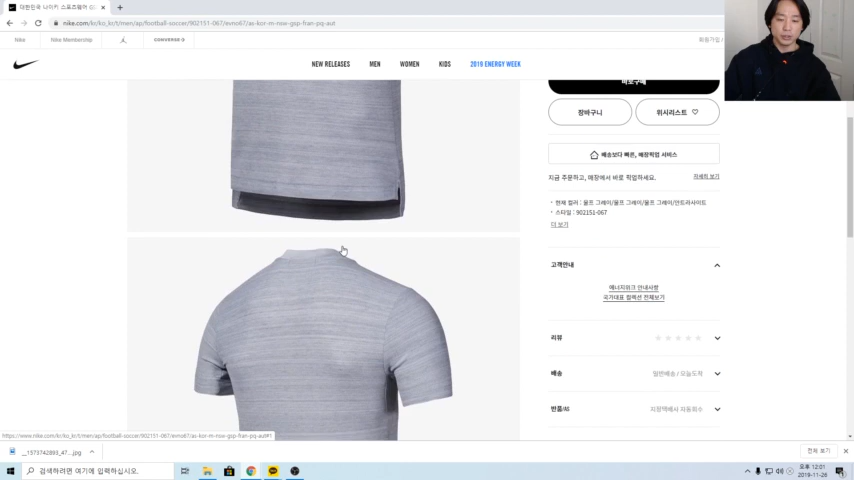 대한민국 나이키 스포츠웨어
nike.com/kr/ko_kr/t/men/ap/football-soccer/902151-067/evno67/as-kor-m-nsw-gsp-fran-pq-aut
Nike
Nike Membership
CONVERSE
회원가입 /
NEW RELEASES
MEN
WOMEN
KIDS
2019 ENERGY WEEK
바로구매
장바구니
위시리스트
배송보다 빠른, 매장픽업 서비스
지금 주문하고, 매장에서 바로 픽업하세요.
자세히 보기
현재 컬러 : 울프 그레이/울프 그레이/울프 그레이/안트라사이트
스타일 : 902151-067
더 보기
고객안내
에너지위크 안내사항
국가대표 컬렉션 전체보기
리뷰
배송
일반배송 / 오늘도착
반품/AS
지정택배사 자동회수
https://www.nike.com/kr/ko_kr/t/men/ap/football-soccer/902151-067/evno67/as-kor-m-nsw-gsp-fran-pq-aut#1
__1573742893_47...jpg
전체 보기
검색하려면 여기에 입력하십시오.
오후 12:01
2019-11-26